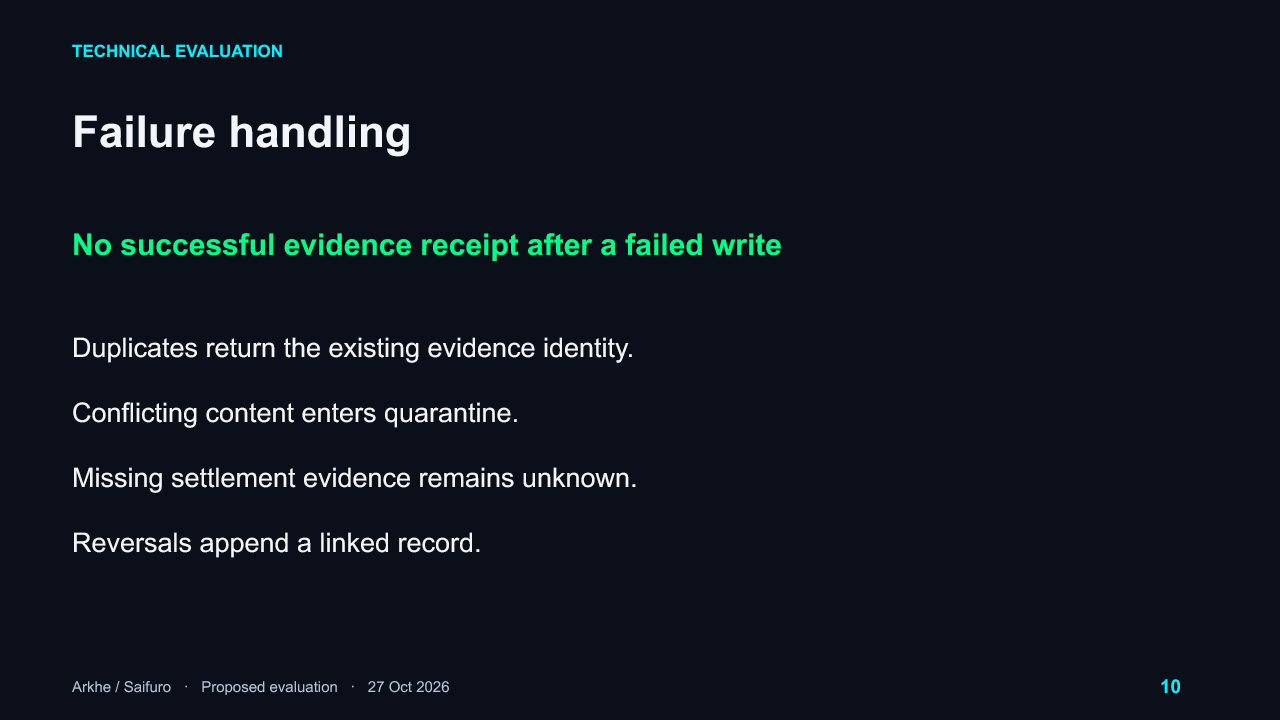 TECHNICAL EVALUATION
Failure handling
No successful evidence receipt after a failed write
Duplicates return the existing evidence identity.
Conflicting content enters quarantine.
Missing settlement evidence remains unknown.
Reversals append a linked record.
Arkhe / Saifuro · Proposed evaluation · 27 Oct 2026
10